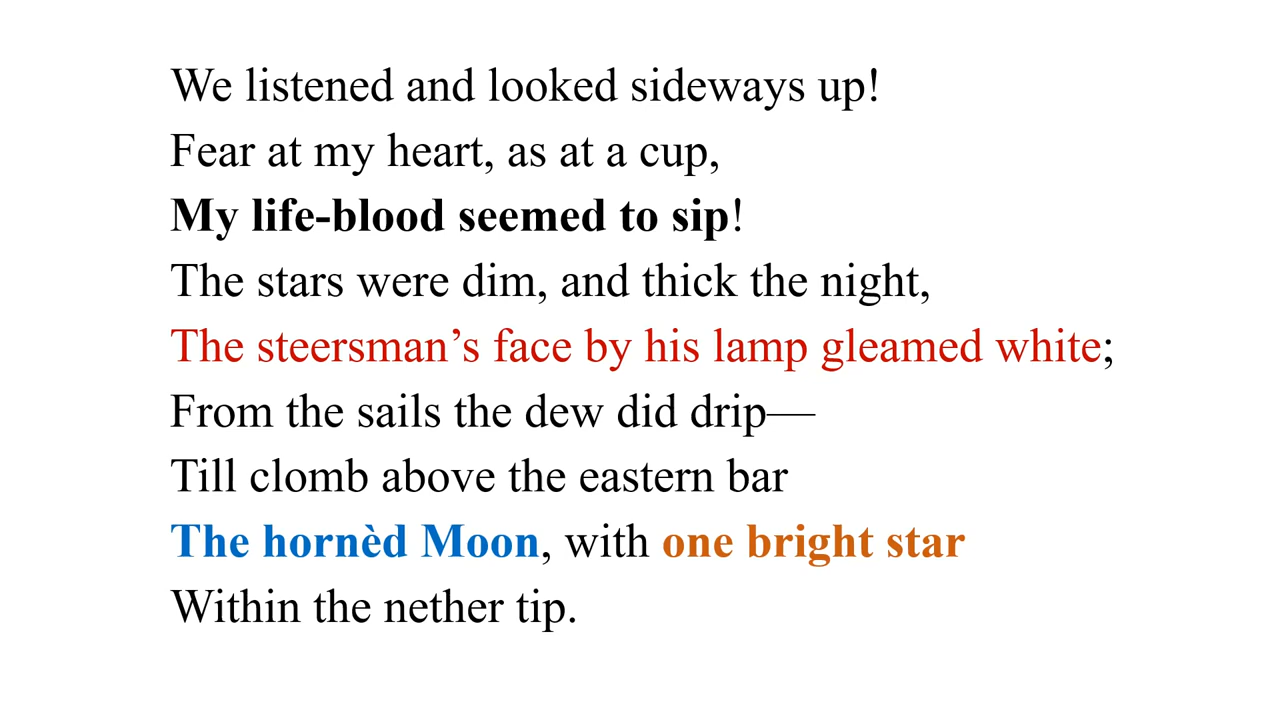 We listened and looked sideways up!
Fear at my heart, as at a cup,
My life-blood seemed to sip!
The stars were dim, and thick the night,
The steersman’s face by his lamp gleamed white;
From the sails the dew did drip—
Till clomb above the eastern bar
The hornèd Moon, with one bright star
Within the nether tip.